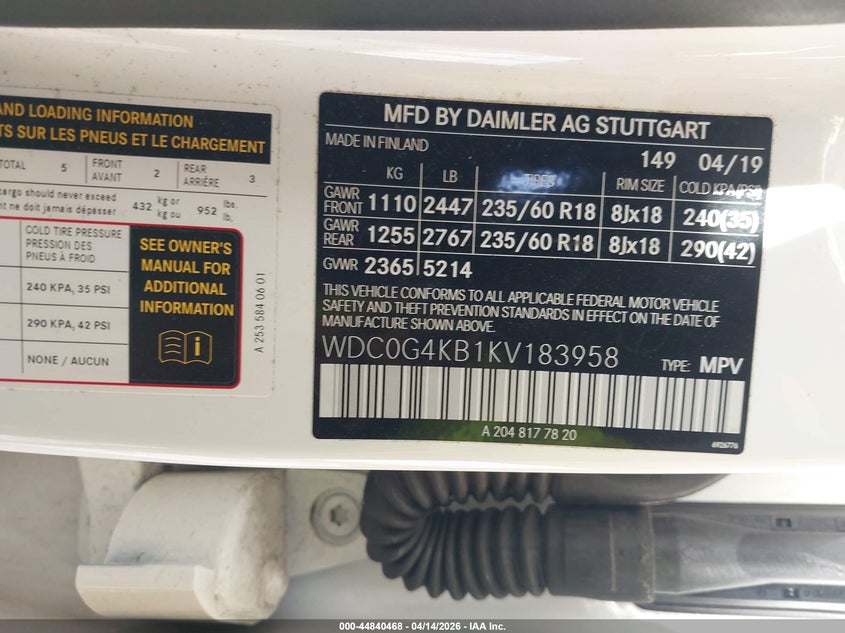 AND LOADING INFORMATION
TS SUR LES PNEUS ET LE CHARGEMENT
TOTAL 5 FRONT AVANT 2 REAR ARRIÈRE 3
cargo should never exceed 432 kg or 952 lbs.
nt ne doit jamais dépasser kg ou lb.
COLD TIRE PRESSURE
PRESSION DES
PNEUS À FROID
240 KPA, 35 PSI
290 KPA, 42 PSI
NONE / AUCUN
SEE OWNER'S
MANUAL FOR
ADDITIONAL
INFORMATION
A 253 584 06 01
MFD BY DAIMLER AG STUTTGART
MADE IN FINLAND 149 04/19
KG LB TIRES RIM SIZE COLD KPA/(PSI)
GAWR FRONT 1110 2447 235/60 R18 8Jx18 240(35)
GAWR REAR 1255 2767 235/60 R18 8Jx18 290(42)
GVWR 2365 5214
THIS VEHICLE CONFORMS TO ALL APPLICABLE FEDERAL MOTOR VEHICLE
SAFETY AND THEFT PREVENTION STANDARDS IN EFFECT ON THE DATE
OF MANUFACTURE SHOWN ABOVE.
WDC0G4KB1KV183958 TYPE: MPV
A 204 817 78 20
6926776
000-44840468 - 04/14/2026 - IAA Inc.